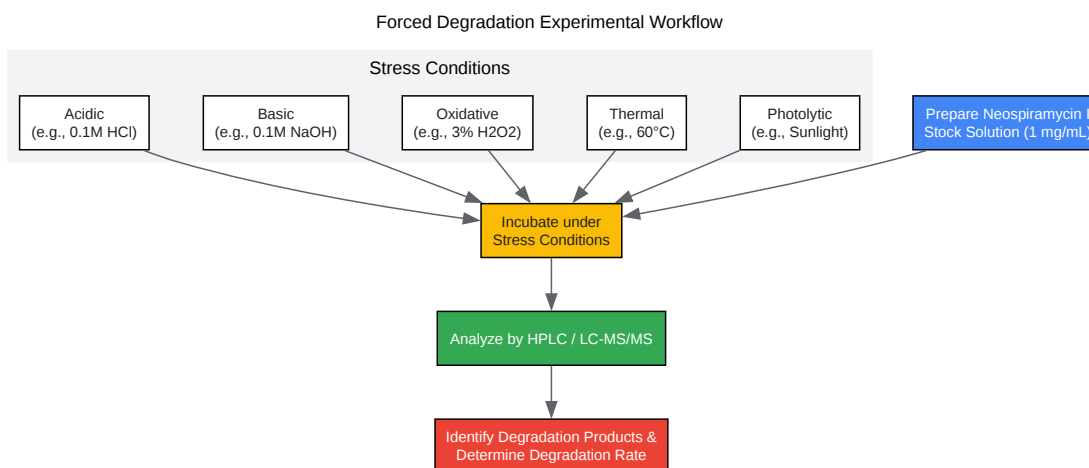 Forced Degradation Experimental Workflow
Stress Conditions
Acidic
(e.g., 0.1M HCl)
Basic
(e.g., 0.1M NaOH)
Oxidative
(e.g., 3% H2O2)
Thermal
(e.g., 60°C)
Photolytic
(e.g., Sunlight)
Prepare Neospiramycin I
Stock Solution (1 mg/mL)
Incubate under
Stress Conditions
Analyze by HPLC / LC-MS/MS
Identify Degradation Products &
Determine Degradation Rate